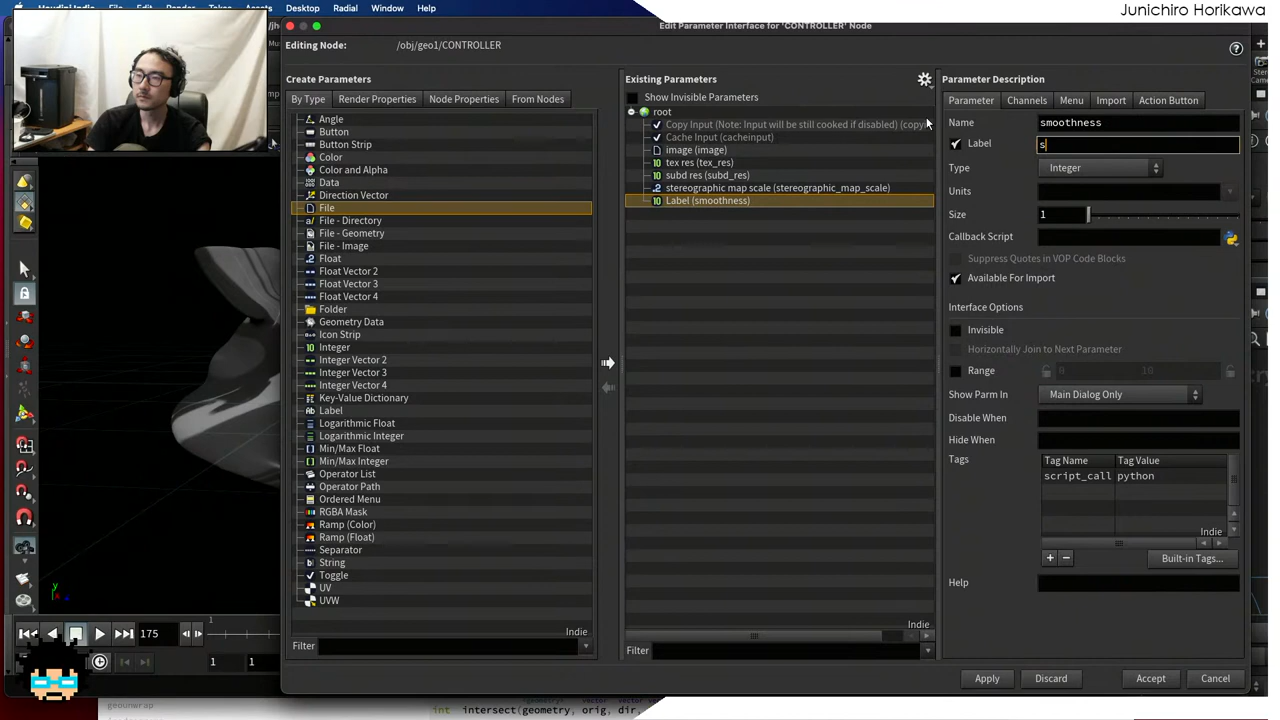 Junichiro Horikawa
Desktop Radial Window Help
Edit Parameter Interface for 'CONTROLLER' Node
Editing Node: /obj/geo1/CONTROLLER
Create Parameters
By Type Render Properties Node Properties From Nodes
Angle
Button
Button Strip
Color
Color and Alpha
Data
Direction Vector
File
File - Directory
File - Geometry
File - Image
Float
Float Vector 2
Float Vector 3
Float Vector 4
Folder
Geometry Data
Icon Strip
Integer
Integer Vector 2
Integer Vector 3
Integer Vector 4
Key-Value Dictionary
Label
Logarithmic Float
Logarithmic Integer
Min/Max Float
Min/Max Integer
Operator List
Operator Path
Ordered Menu
RGBA Mask
Ramp (Color)
Ramp (Float)
Separator
String
Toggle
UV
UVW
Indie
Filter
Existing Parameters
Show Invisible Parameters
root
Copy Input (Note: Input will be still cooked if disabled) (copyi
Cache Input (cacheinput)
image (image)
tex res (tex_res)
subd res (subd_res)
stereographic map scale (stereographic_map_scale)
Label (smoothness)
Indie
Filter
Parameter Description
Parameter Channels Menu Import Action Button
Name smoothness
Label s
Type Integer
Units
Size 1
Callback Script
Suppress Quotes in VOP Code Blocks
Available For Import
Interface Options
Invisible
Horizontally Join to Next Parameter
Range 0 10
Show Parm In Main Dialog Only
Disable When
Hide When
Tags
Tag Name Tag Value
script_call python
Indie
+ - Built-in Tags...
Help
Apply Discard Accept Cancel
y
175 1
1 1
geounwrap
int intersect(geometry, orig, dir,